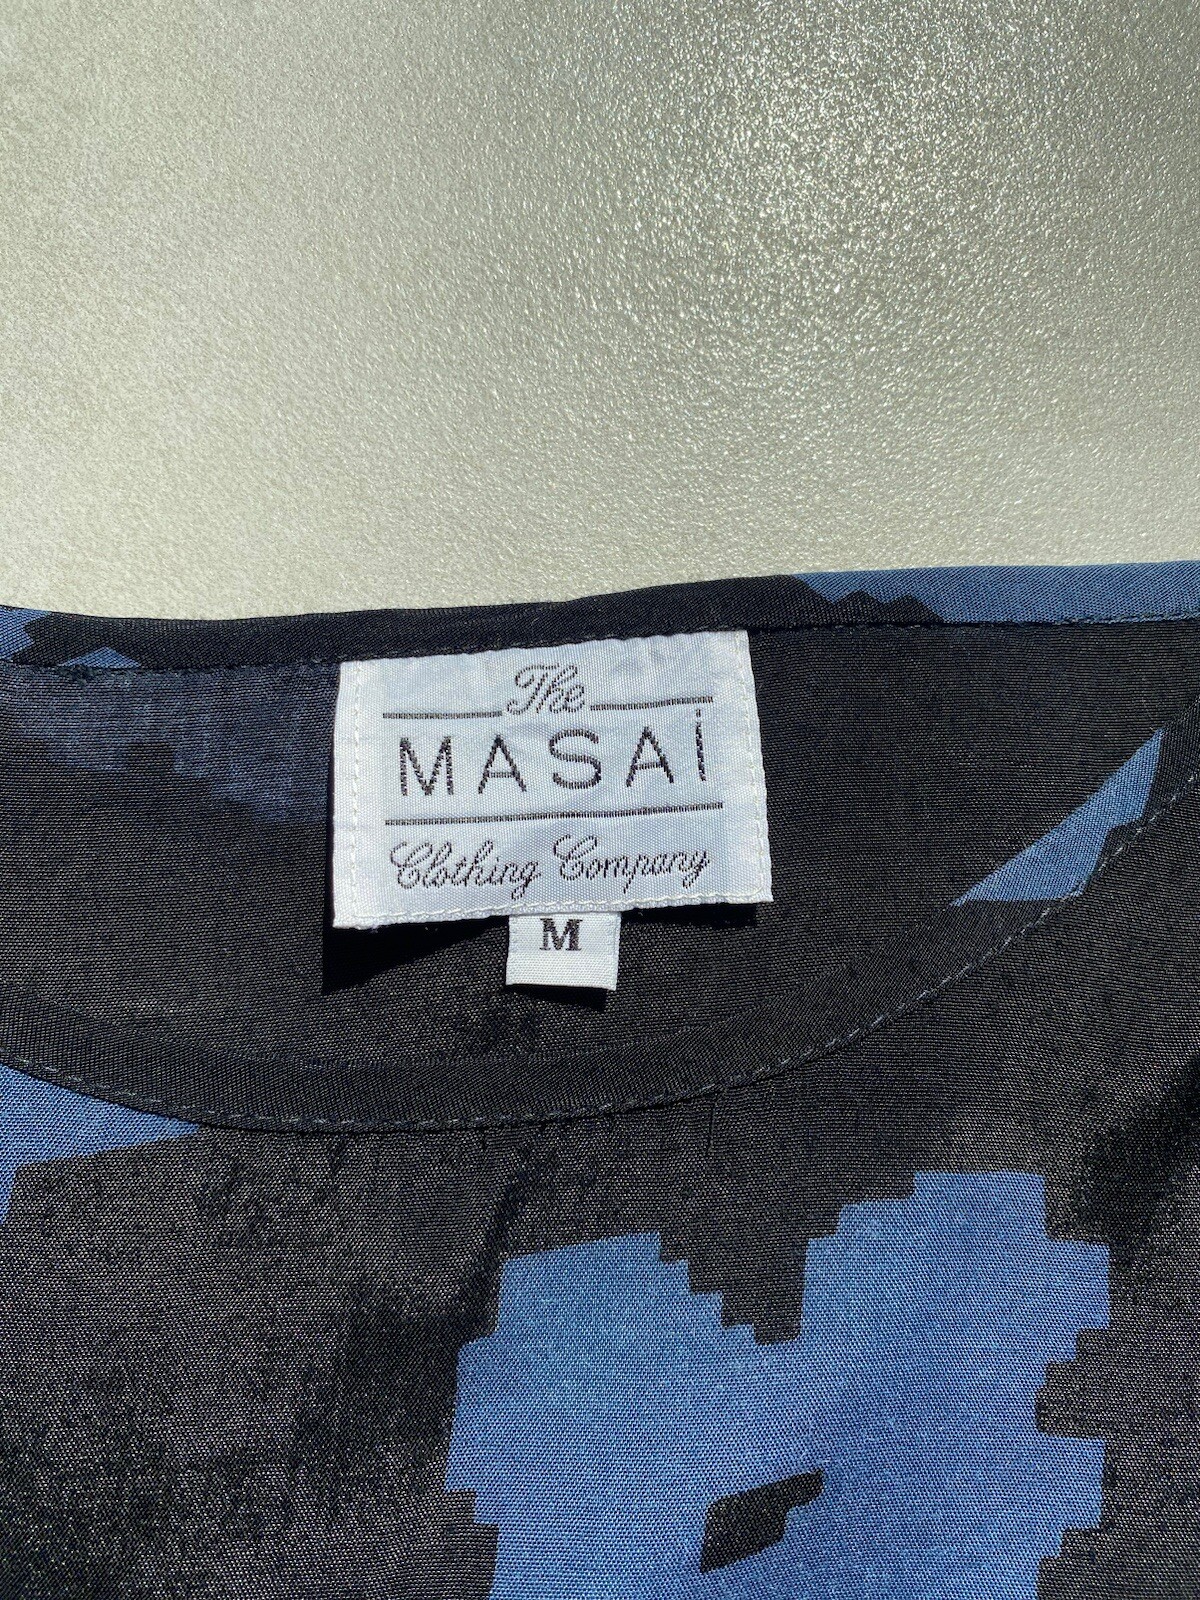 The
MASAI
Clothing Company
M